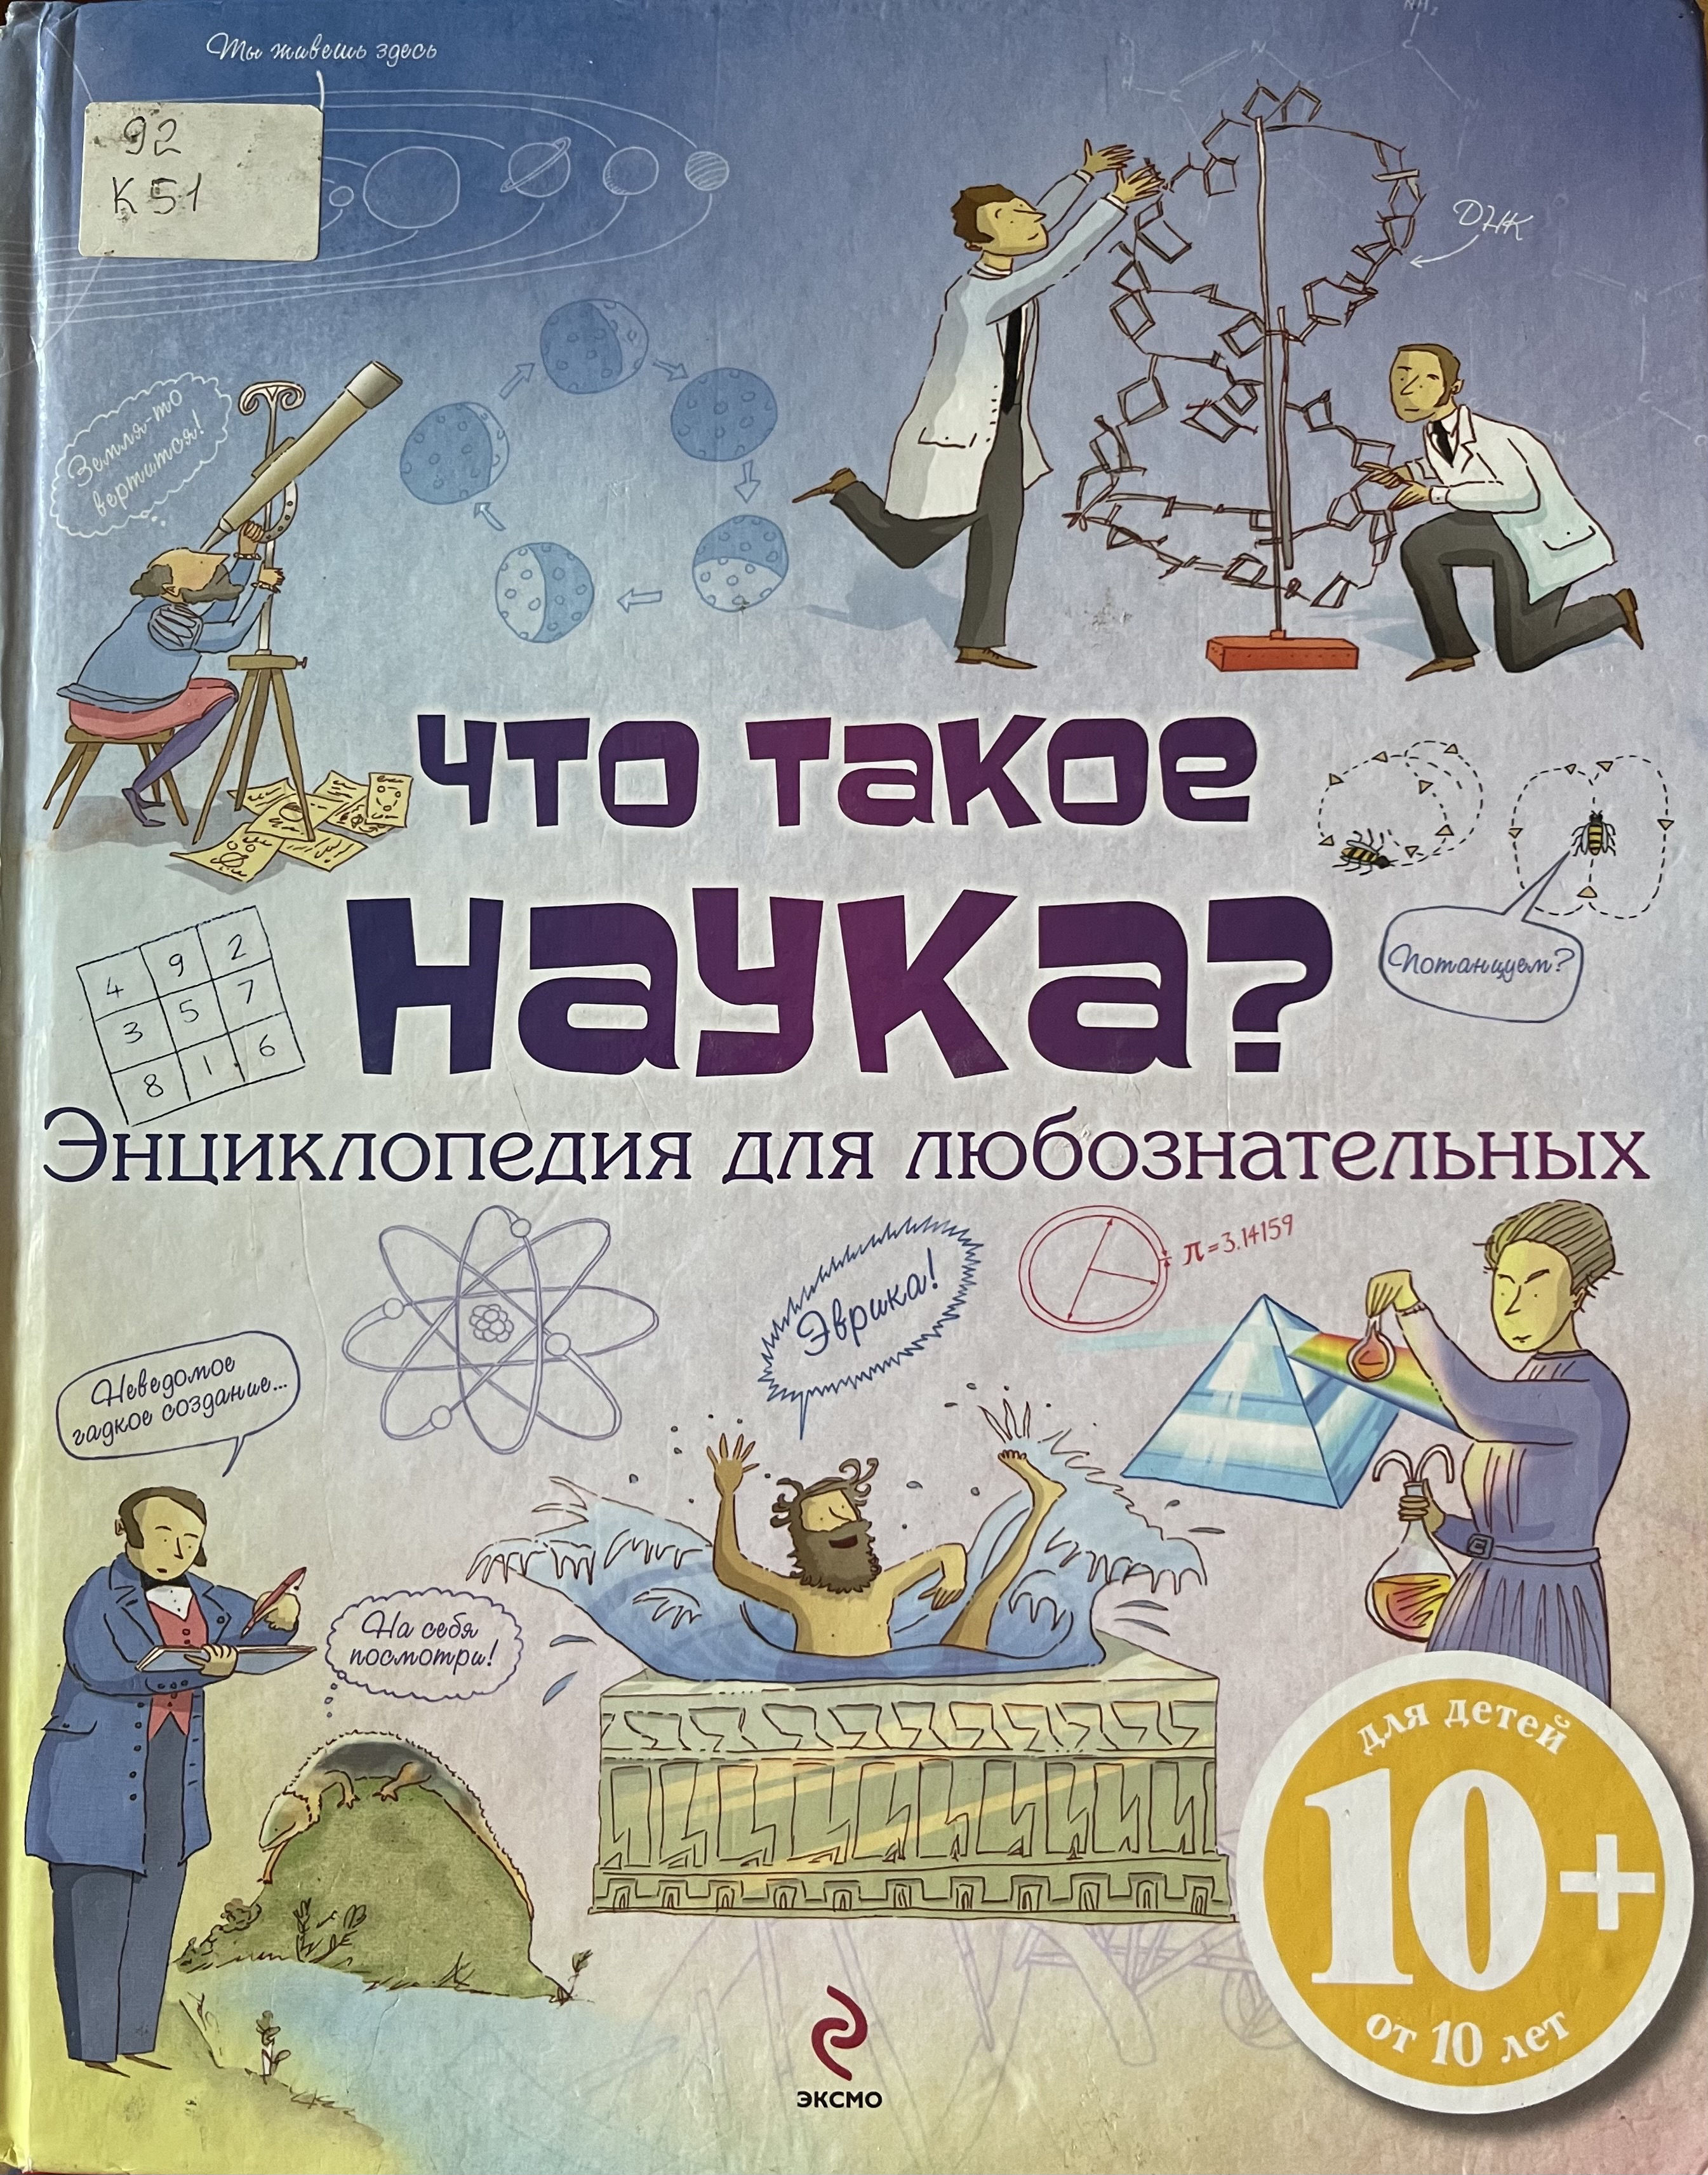 Ты живешь здесь
92
К 51
ДНК
Земля-то
вертится!
ЧТО ТАКОЕ
НАУКА?
Потанцуем?
4 9 2
3 5 7
8 1 6
Энциклопедия для любознательных
π = 3.14159
Эврика!
Неведомое
гадкое создание...
На себя
посмотри!
для детей
10+
от 10 лет
ЭКСМО